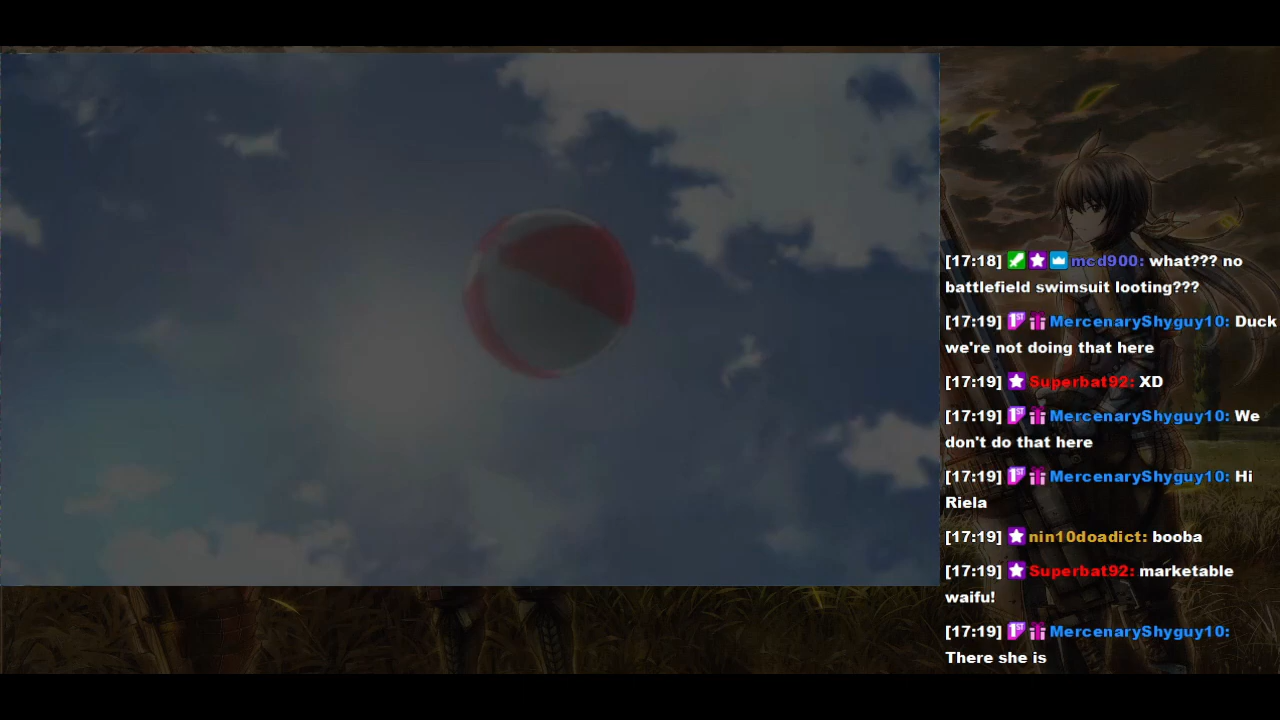 [17:18] mcd900: what??? no
battlefield swimsuit looting???
[17:19] MercenaryShyguy10: Duck
we're not doing that here
[17:19] Superbat92: XD
[17:19] MercenaryShyguy10: We
don't do that here
[17:19] MercenaryShyguy10: Hi
Riela
[17:19] nin10doadict: booba
[17:19] Superbat92: marketable
waifu!
[17:19] MercenaryShyguy10:
There she is